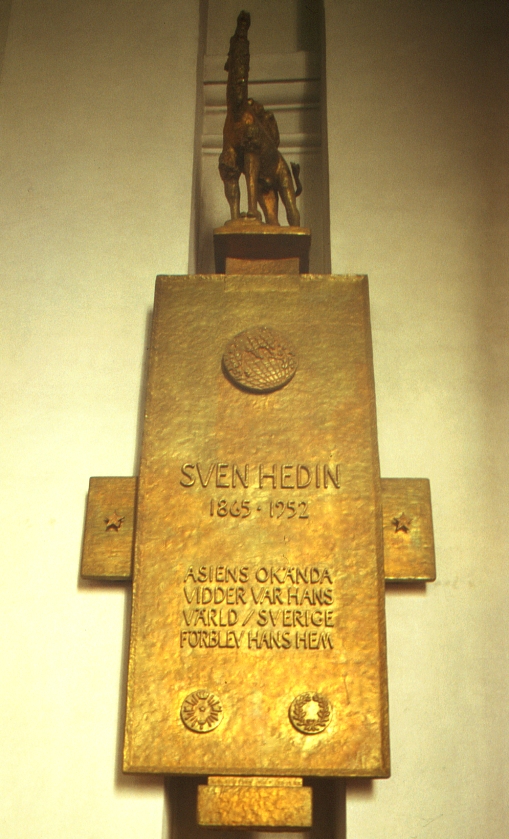 SVEN HEDIN
1865 · 1952
ASIENS OKÄNDA
VIDDER VAR HANS
VÄRLD / SVERIGE
FÖRBLEV HANS HEM